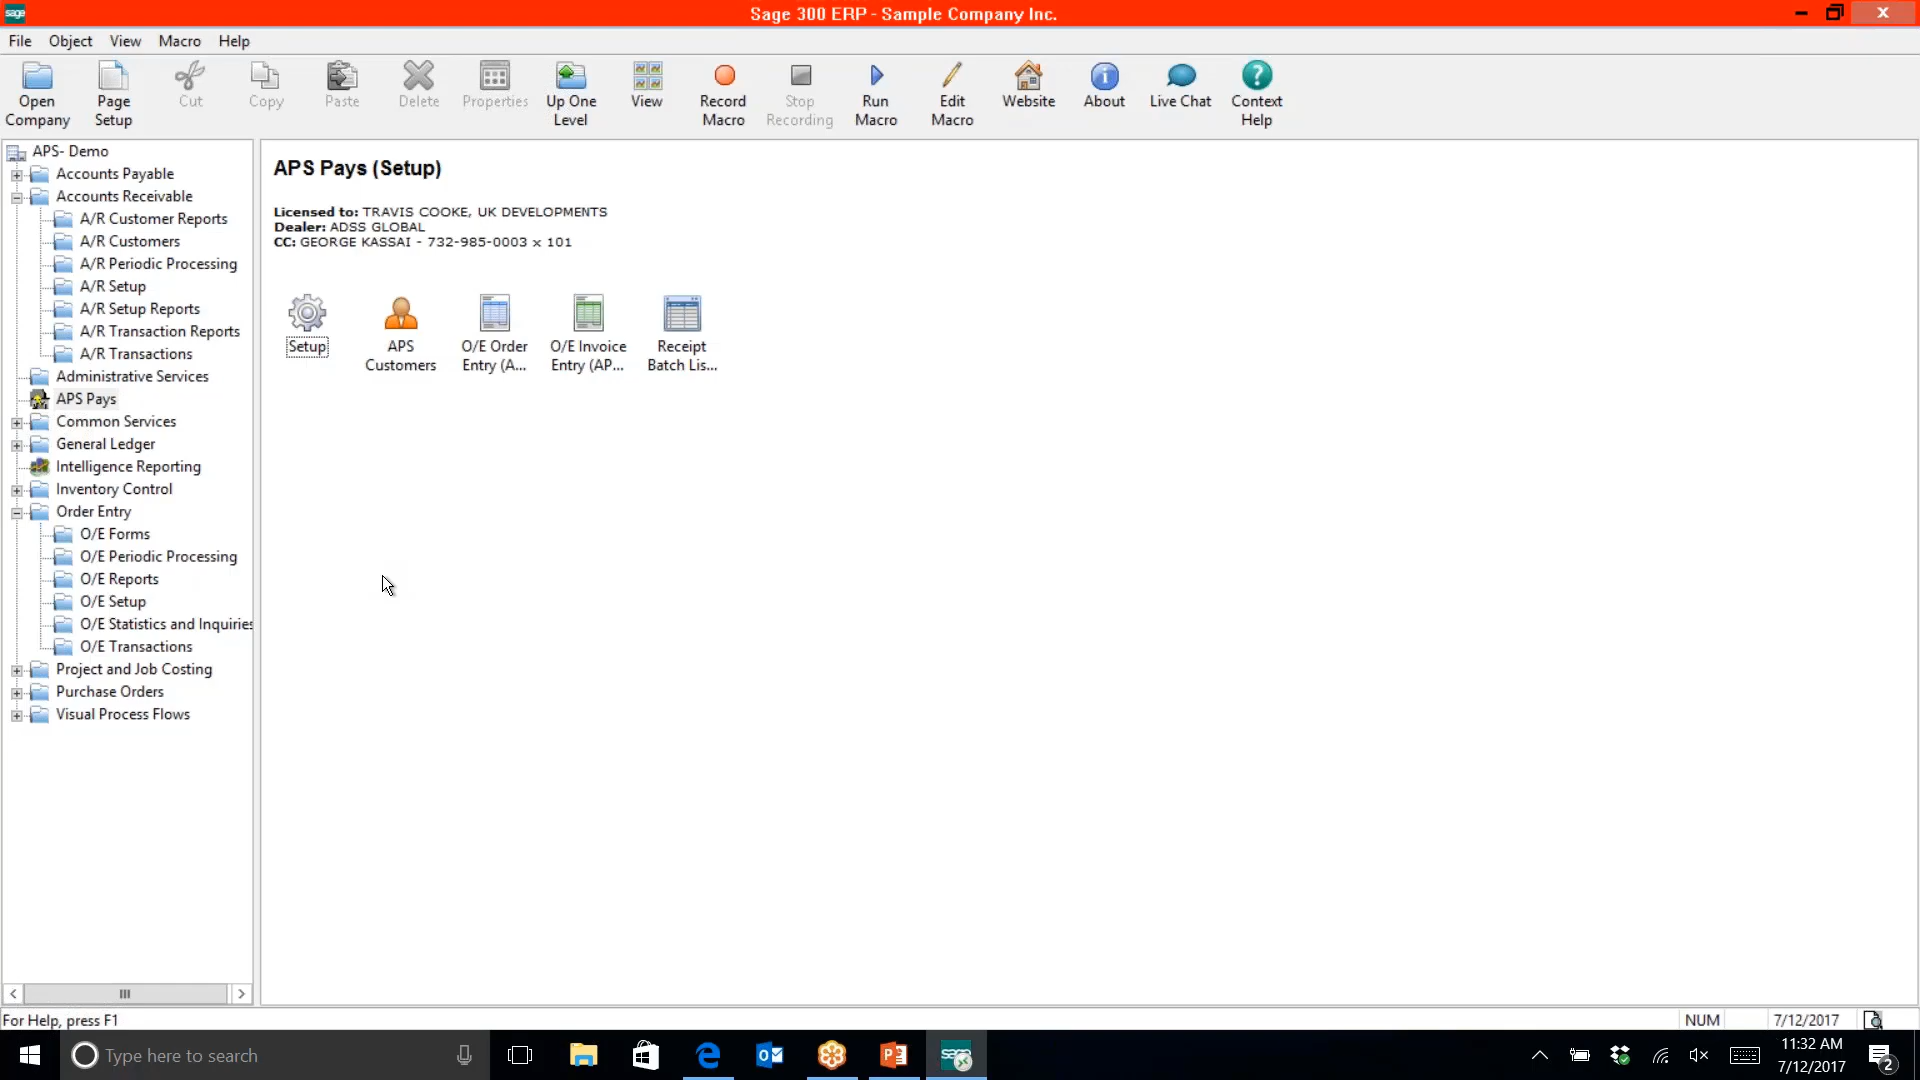 sage
Sage 300 ERP - Sample Company Inc.
File Object View Macro Help
Open Company
Page Setup
Cut
Copy
Paste
Delete
Properties
Up One Level
View
Record Macro
Stop Recording
Run Macro
Edit Macro
Website
About
Live Chat
Context Help
APS- Demo
Accounts Payable
Accounts Receivable
A/R Customer Reports
A/R Customers
A/R Periodic Processing
A/R Setup
A/R Setup Reports
A/R Transaction Reports
A/R Transactions
Administrative Services
APS Pays
Common Services
General Ledger
Intelligence Reporting
Inventory Control
Order Entry
O/E Forms
O/E Periodic Processing
O/E Reports
O/E Setup
O/E Statistics and Inquiries
O/E Transactions
Project and Job Costing
Purchase Orders
Visual Process Flows
APS Pays (Setup)
Licensed to: TRAVIS COOKE, UK DEVELOPMENTS
Dealer: ADSS GLOBAL
CC: GEORGE KASSAI - 732-985-0003 x 101
Setup
APS Customers
O/E Order Entry (A...
O/E Invoice Entry (AP...
Receipt Batch Lis...
For Help, press F1
NUM
7/12/2017
Type here to search
sage
11:32 AM
7/12/2017
2